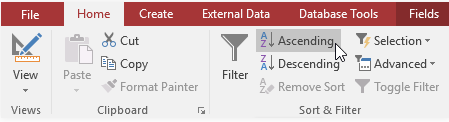 File Home Create External Data Database Tools Fields
View
Views
Paste
Cut
Copy
Format Painter
Clipboard
Filter
Ascending
Descending
Remove Sort
Selection
Advanced
Toggle Filter
Sort & Filter